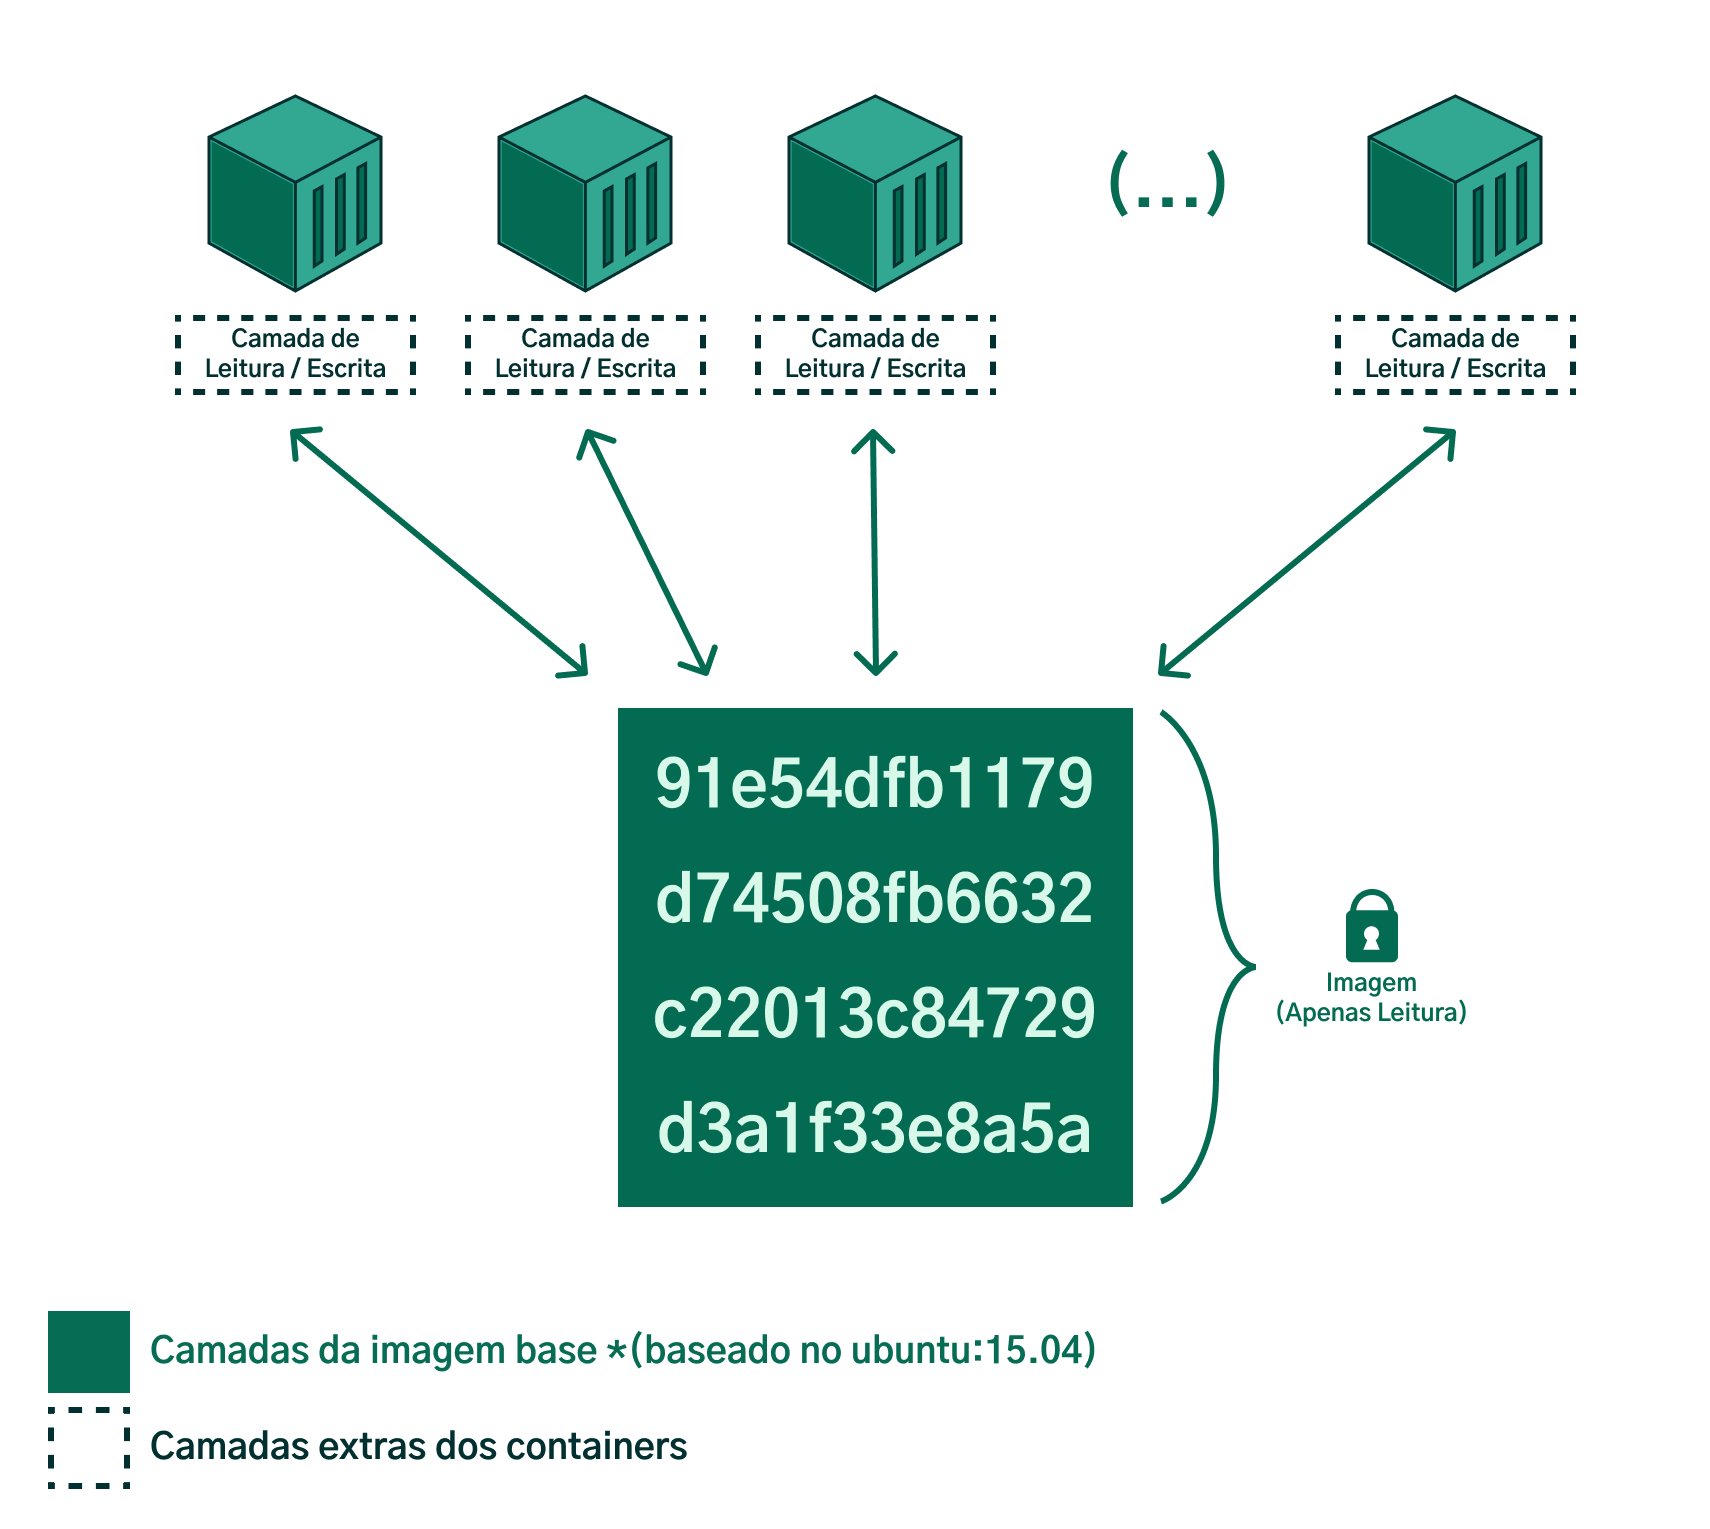 (...)
Camada de
Leitura / Escrita
Camada de
Leitura / Escrita
Camada de
Leitura / Escrita
Camada de
Leitura / Escrita
91e54dfb1179
d74508fb6632
c22013c84729
d3a1f33e8a5a
Imagem
(Apenas Leitura)
Camadas da imagem base *(baseado no ubuntu:15.04)
Camadas extras dos containers